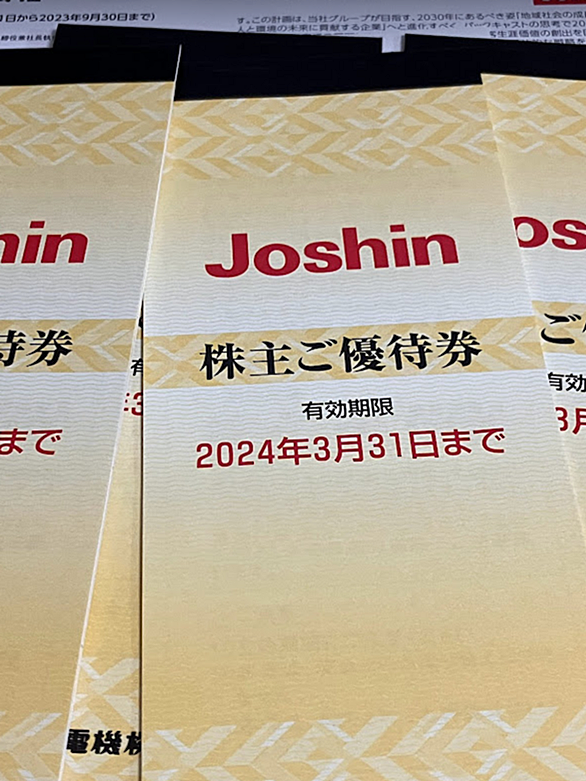 1日から2023年9月30日まで）
す。この計画は、当社グループが目指す、2030年にあるべき姿「地域社会の成
人と環境の未来に貢献する企業」へと進化すべく
キャストの思考で20
生涯価値の創出を
hin
待券
まで
Joshin
株主ご優待券
有効期限
2024年3月31日まで
os
ご
有効
3月
有
3
電機